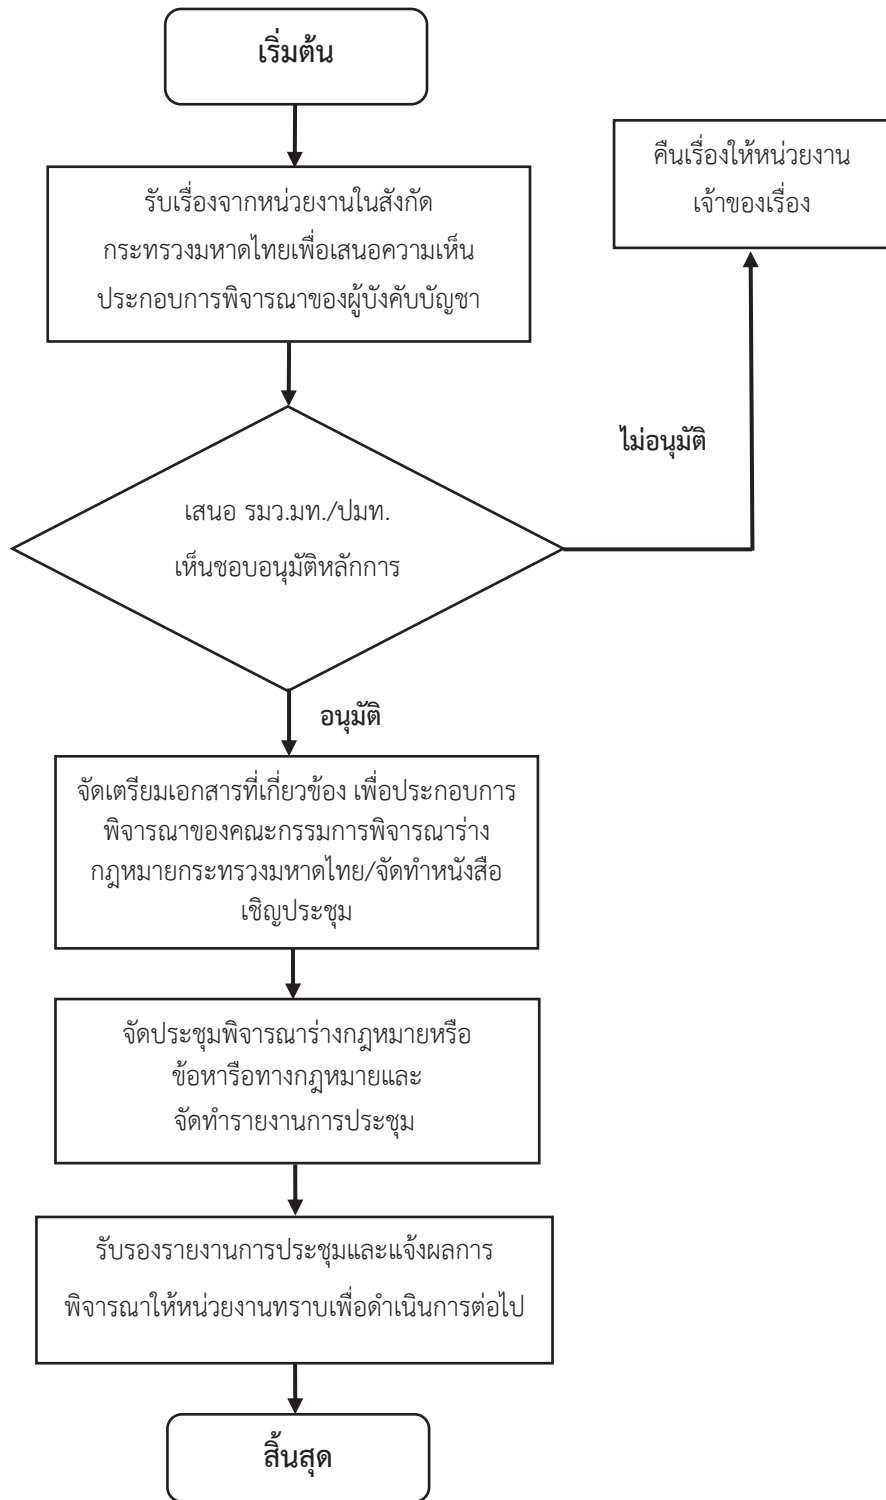 เริ่มต้น
คืนเรื่องให้หน่วยงาน
เจ้าของเรื่อง
รับเรื่องจากหน่วยงานในสังกัด
กระทรวงมหาดไทยเพื่อเสนอความเห็น
ประกอบการพิจารณาของผู้บังคับบัญชา
ไม่อนุมัติ
เสนอ รมว.มท./ปมท.
เห็นชอบอนุมัติหลักการ
อนุมัติ
จัดเตรียมเอกสารที่เกี่ยวข้อง เพื่อประกอบการ
พิจารณาของคณะกรรมการพิจารณาร่าง
กฎหมายกระทรวงมหาดไทย/จัดทำหนังสือ
เชิญประชุม
จัดประชุมพิจารณาร่างกฎหมายหรือ
ข้อหารือทางกฎหมายและ
จัดทำรายงานการประชุม
รับรองรายงานการประชุมและแจ้งผลการ
พิจารณาให้หน่วยงานทราบเพื่อดำเนินการต่อไป
สิ้นสุด